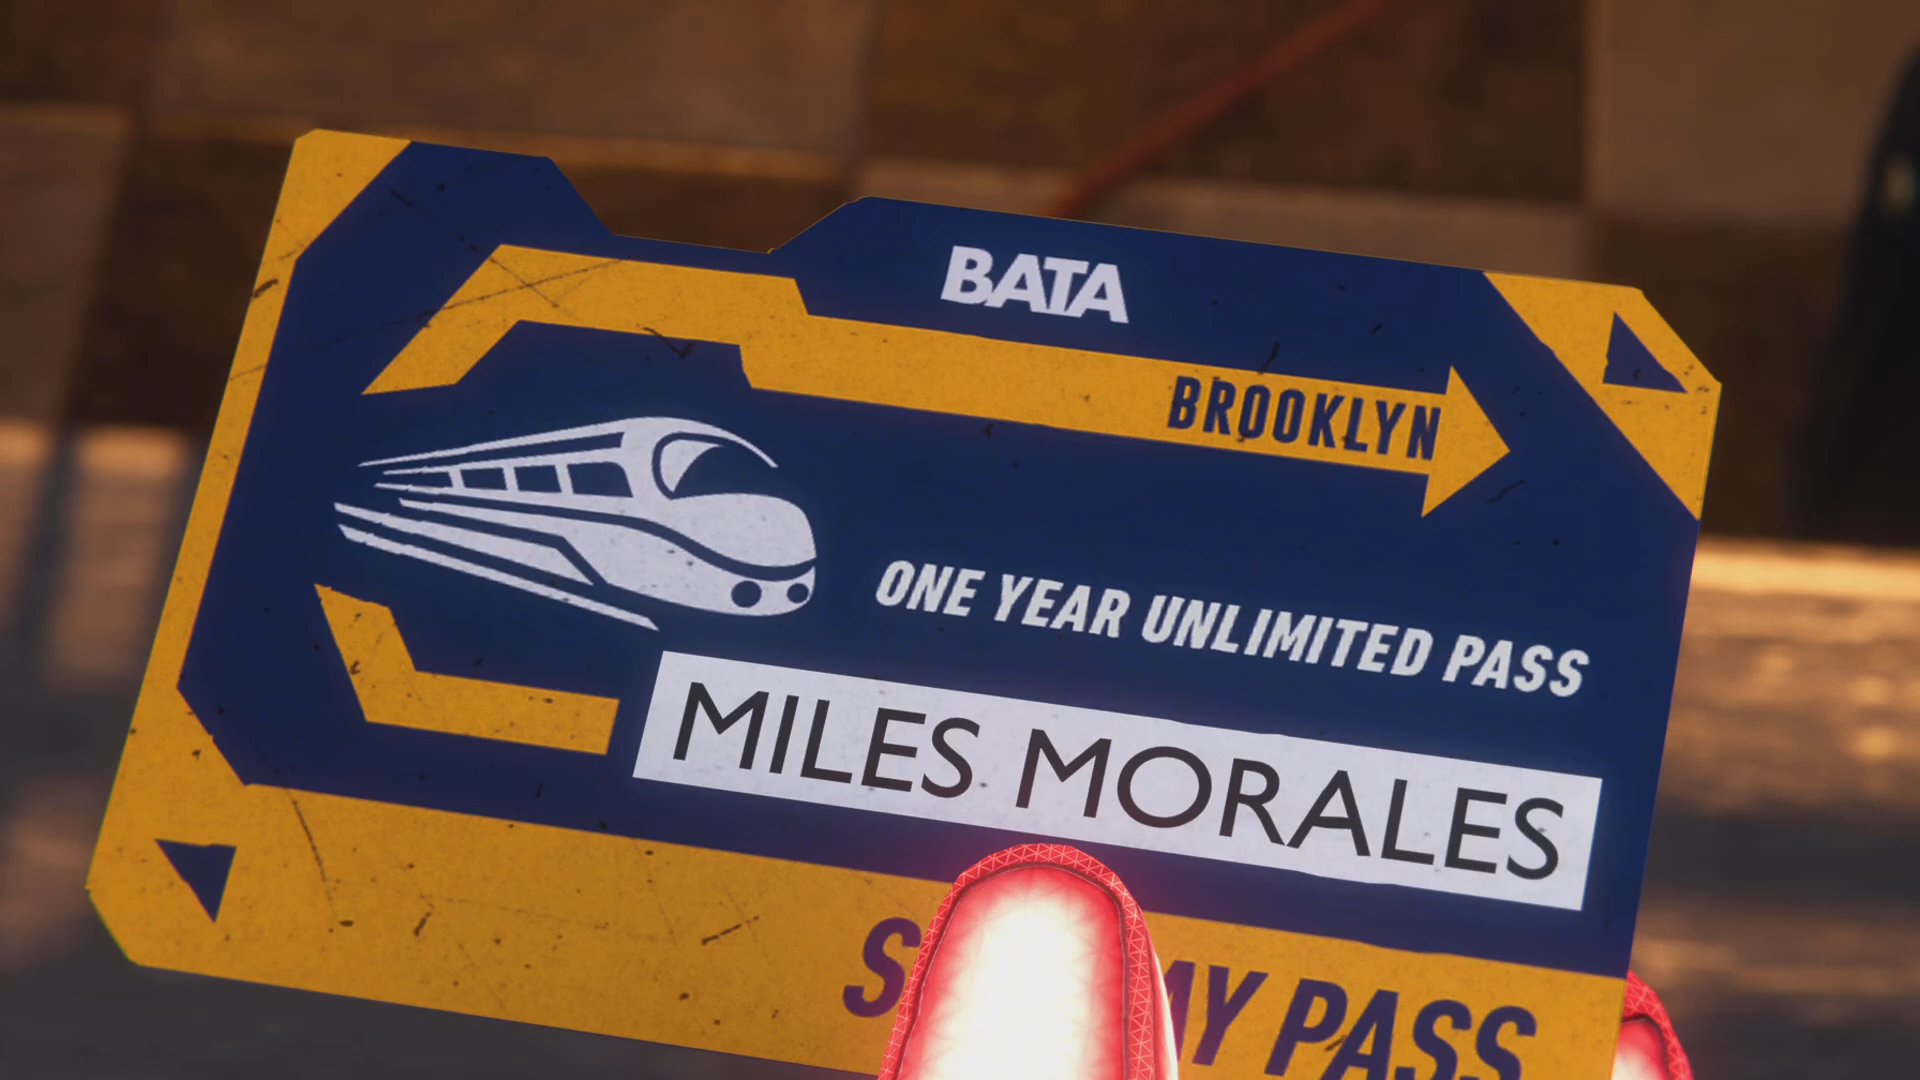 BATA
BROOKLYN
ONE YEAR UNLIMITED PASS
MILES MORALES
PASS